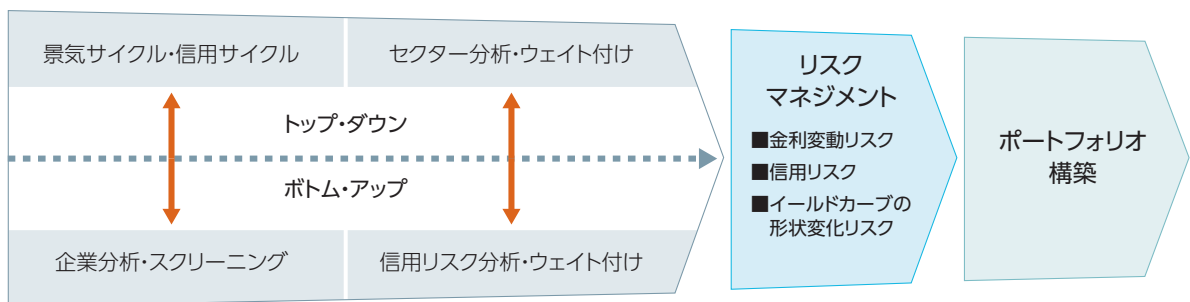 景気サイクル・信用サイクル
セクター分析・ウェイト付け
トップ・ダウン
ボトム・アップ
企業分析・スクリーニング
信用リスク分析・ウェイト付け
リスク
マネジメント
■金利変動リスク
■信用リスク
■イールドカーブの
形状変化リスク
ポートフォリオ
構築